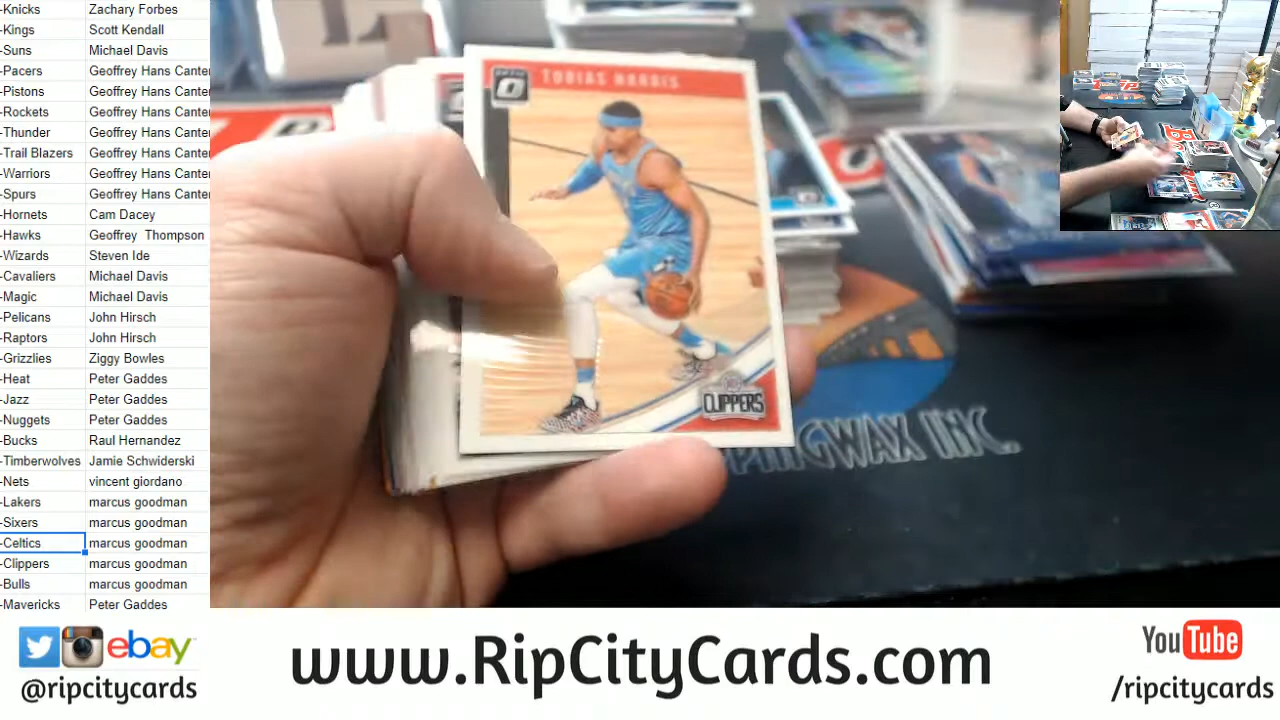 -Knicks Zachary Forbes
-Kings Scott Kendall
-Suns Michael Davis
-Pacers Geoffrey Hans Canter
-Pistons Geoffrey Hans Canter
-Rockets Geoffrey Hans Canter
-Thunder Geoffrey Hans Canter
-Trail Blazers Geoffrey Hans Canter
-Warriors Geoffrey Hans Canter
-Spurs Geoffrey Hans Canter
-Hornets Cam Dacey
-Hawks Geoffrey Thompson
-Wizards Steven Ide
-Cavaliers Michael Davis
-Magic Michael Davis
-Pelicans John Hirsch
-Raptors John Hirsch
-Grizzlies Ziggy Bowles
-Heat Peter Gaddes
-Jazz Peter Gaddes
-Nuggets Peter Gaddes
-Bucks Raul Hernandez
-Timberwolves Jamie Schwiderski
-Nets vincent giordano
-Lakers marcus goodman
-Sixers marcus goodman
-Celtics marcus goodman
-Clippers marcus goodman
-Bulls marcus goodman
-Mavericks Peter Gaddes
TOBIAS HARRIS
CLIPPERS
PINGWAX INC.
ebay
@ripcitycards
www.RipCityCards.com
YouTube
/ripcitycards